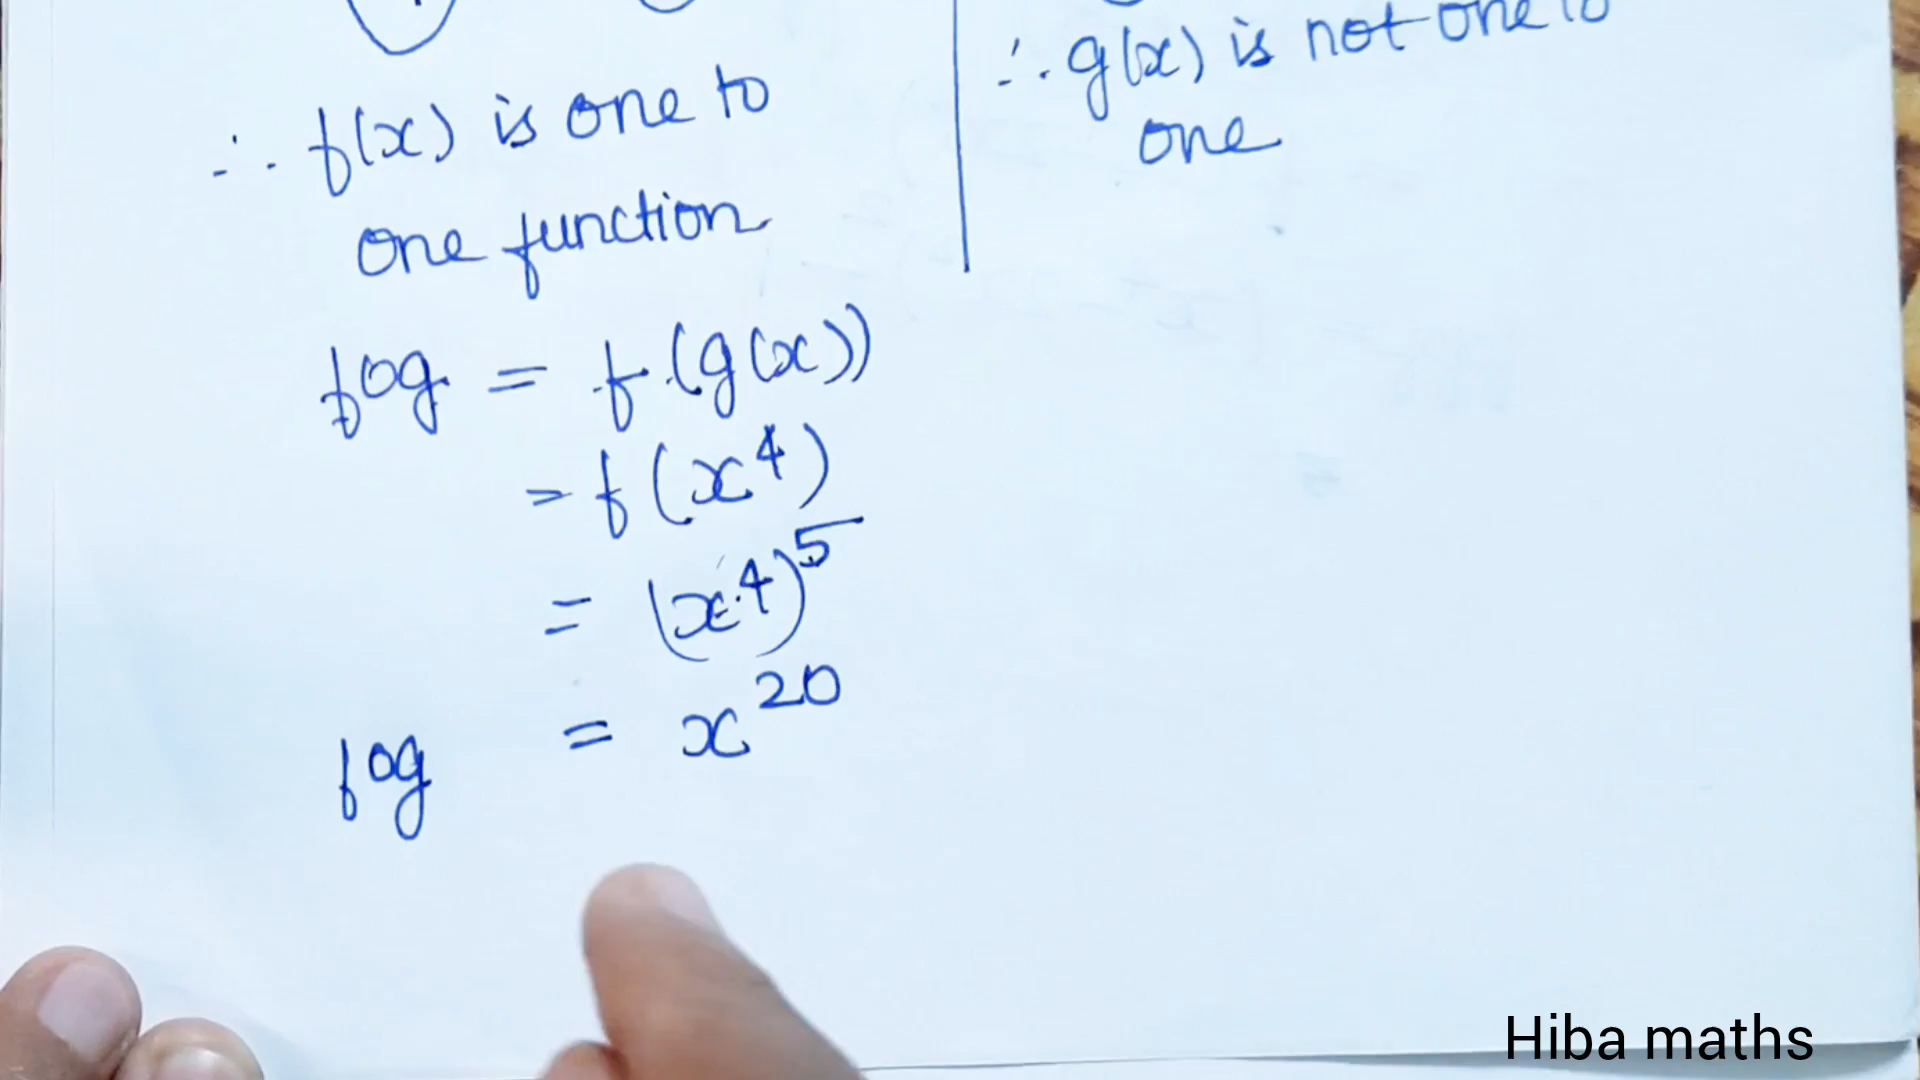 ∴ f(x) is one to
one function
∴ g(x) is not one to
one
fog = f(g(x))
= f(x⁴)
= (x⁴)⁵
fog = x²⁰
Hiba maths